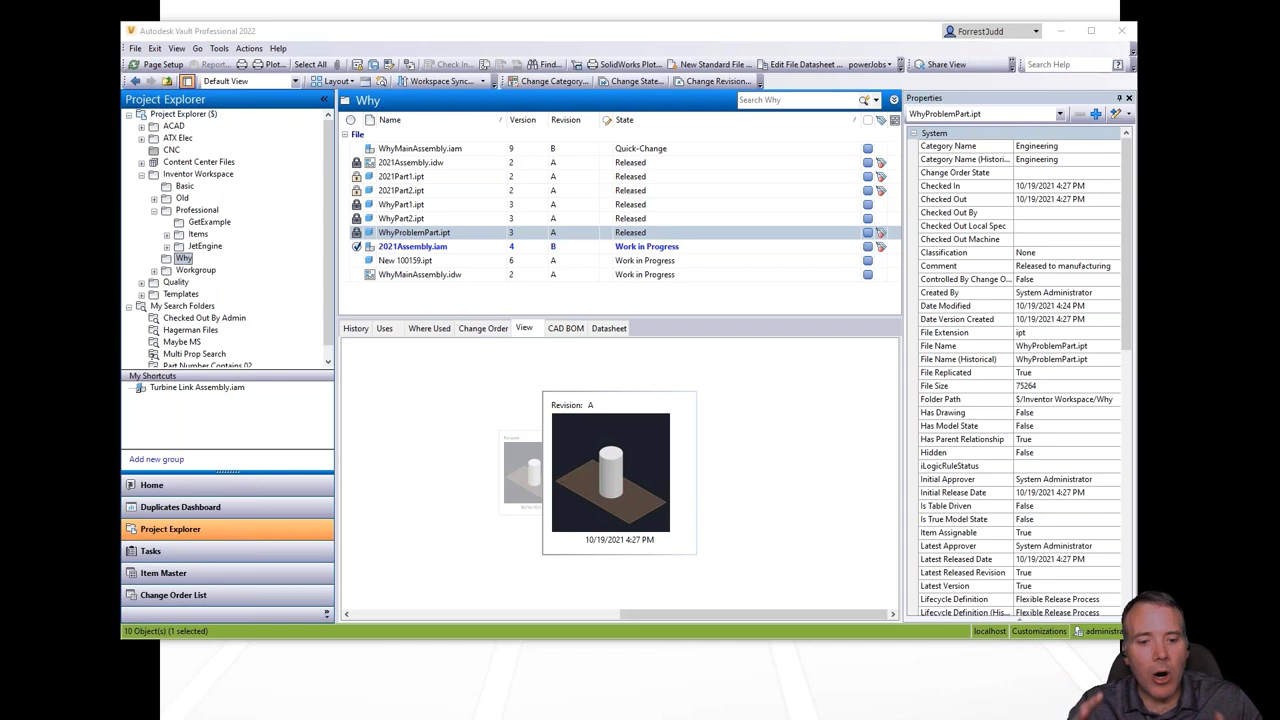 Autodesk Vault Professional 2022
ForrestJudd
File Edit View Go Tools Actions Help
Page Setup Report... Plot... Select All Check In... Find... SolidWorks Plot... New Standard File... Edit File Datasheet... powerJobs Share View Search Help
Default View Layout Workspace Sync... Change Category... Change State... Change Revision...
Project Explorer
Project Explorer ($)
ACAD
ATX Elec
CNC
Content Center Files
Inventor Workspace
Basic
Old
Professional
GetExample
Items
JetEngine
Why
Workgroup
Quality
Templates
My Search Folders
Checked Out By Admin
Hagerman Files
Maybe MS
Multi Prop Search
Part Number Contains 02
My Shortcuts
Turbine Link Assembly.iam
Add new group
Home
Duplicates Dashboard
Project Explorer
Tasks
Item Master
Change Order List
Why
Search Why
Name Version Revision State
File
WhyMainAssembly.iam 9 B Quick-Change
2021Assembly.idw 2 A Released
2021Part1.ipt 2 A Released
2021Part2.ipt 2 A Released
WhyPart1.ipt 3 A Released
WhyPart2.ipt 3 A Released
WhyProblemPart.ipt 3 A Released
2021Assembly.iam 4 B Work in Progress
New 100159.ipt 6 A Work in Progress
WhyMainAssembly.idw 2 A Work in Progress
History Uses Where Used Change Order View CAD BOM Datasheet
Revision: A
10/19/2021 4:27 PM
Properties
WhyProblemPart.ipt
System
Category Name Engineering
Category Name (Histori... Engineering
Change Order State
Checked In 10/19/2021 4:27 PM
Checked Out 10/19/2021 4:27 PM
Checked Out By
Checked Out Local Spec
Checked Out Machine
Classification None
Comment Released to manufacturing
Controlled By Change O... False
Created By System Administrator
Date Modified 10/19/2021 4:24 PM
Date Version Created 10/19/2021 4:27 PM
File Extension ipt
File Name WhyProblemPart.ipt
File Name (Historical) WhyProblemPart.ipt
File Replicated True
File Size 75264
Folder Path $/Inventor Workspace/Why
Has Drawing False
Has Model State False
Has Parent Relationship True
Hidden False
iLogicRuleStatus
Initial Approver System Administrator
Initial Release Date 10/19/2021 4:27 PM
Is Table Driven False
Is True Model State False
Item Assignable True
Latest Approver System Administrator
Latest Released Date 10/19/2021 4:27 PM
Latest Released Revision True
Latest Version True
Lifecycle Definition Flexible Release Process
Lifecycle Definition (His... Flexible Release Process
10 Object(s) (1 selected)
localhost Customizations administra